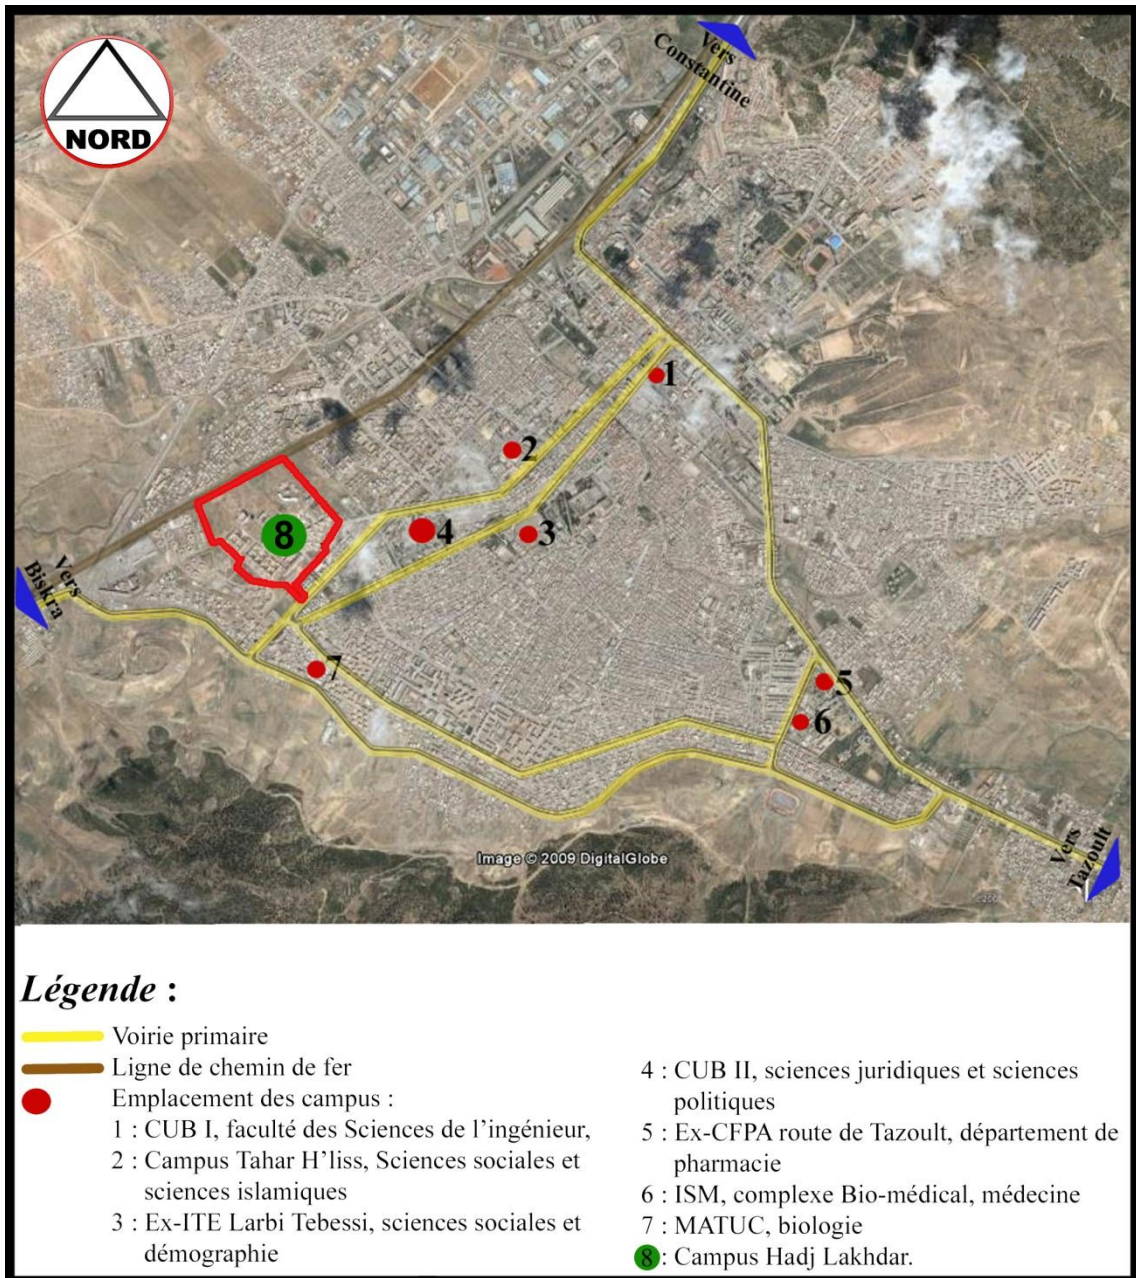 NORD
Vers
Constantine
1
2
8
4
3
Vers
Biskra
7
5
6
Vers
Tazoult
Image © 2009 DigitalGlobe
Légende :
Voirie primaire
Ligne de chemin de fer
Emplacement des campus :
1 : CUB I, faculté des Sciences de l’ingénieur,
2 : Campus Tahar H’liss, Sciences sociales et
sciences islamiques
3 : Ex-ITE Larbi Tebessi, sciences sociales et
démographie
4 : CUB II, sciences juridiques et sciences
politiques
5 : Ex-CFPA route de Tazoult, département de
pharmacie
6 : ISM, complexe Bio-médical, médecine
7 : MATUC, biologie
8 : Campus Hadj Lakhdar.